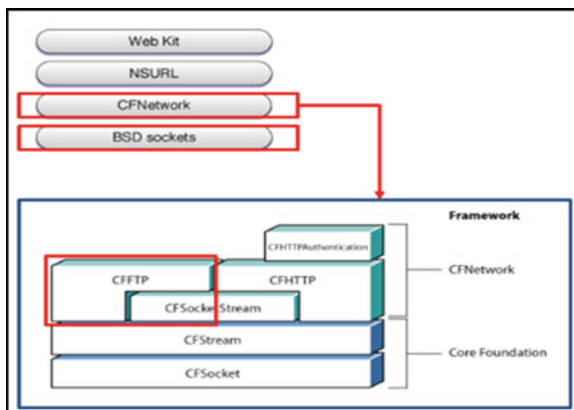 Web Kit
NSURL
CFNetwork
BSD sockets
Framework
CFHTTPAuthentication
CFFTP
CFHTTP
CFNetwork
CFSocketStream
CFStream
Core Foundation
CFSocket